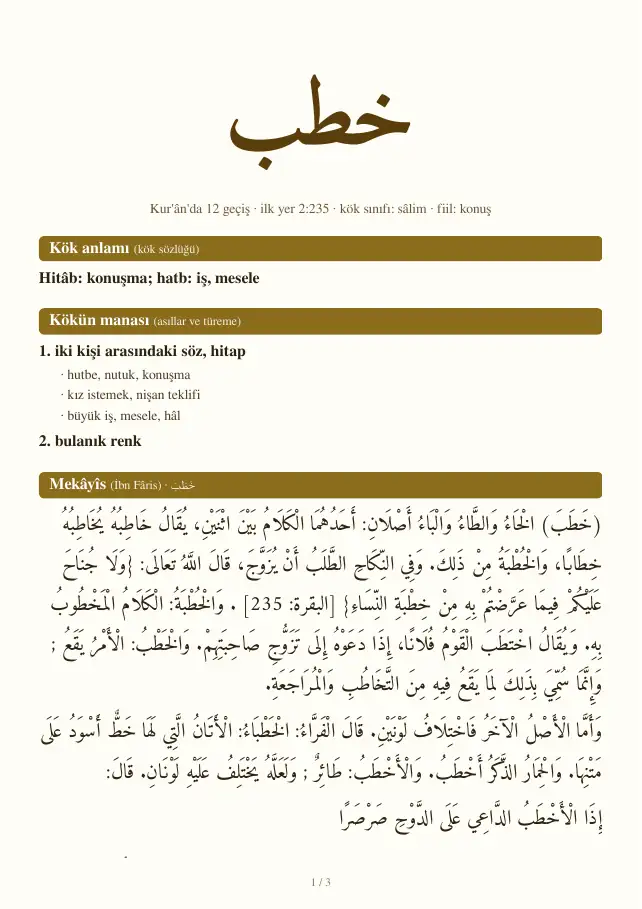 خطب
Kur'ân'da 12 geçiş · ilk yer 2:235 · kök sınıfı: sâlim · fiil: konuş
Kök anlamı (kök sözlüğü)
Hitâb: konuşma; hatb: iş, mesele
Kökün manası (asıllar ve türeme)
1. iki kişi arasındaki söz, hitap
· hutbe, nutuk, konuşma
· kız istemek, nişan teklifi
· büyük iş, mesele, hâl
2. bulanık renk
Mekâyîs (İbn Fâris) · خَطَبَ
(خَطَبَ) الْخَاءُ وَالطَّاءُ وَالْبَاءُ أَصْلَانِ: أَحَدُهُمَا الْكَلَامُ بَيْنَ اثْنَيْنِ، يُقَالُ خَاطِبُهُ يُخَاطِبُهُ
خِطَابًا، وَالْخُطْبَةُ مِنْ ذَلِكَ. وَفِي النِّكَاحِ الطَّلَبُ أَنْ يُزَوَّجَ، قَالَ اللَّهُ تَعَالَى: {وَلَا جُنَاحَ
عَلَيْكُمْ فِيمَا عَرَّضْتُمْ بِهِ مِنْ خِطْبَةِ النِّسَاءِ} [البقرة: 235] . وَالْخُطْبَةُ: الْكَلَامُ الْمَخْطُوبُ
بِهِ. وَيُقَالُ اخْتَطَبَ الْقَوْمُ فُلَانًا، إِذَا دَعَوْهُ إِلَى تَزَوُّجِ صَاحِبَتِهِمْ. وَالْخَطْبُ: الْأَمْرُ يَقَعُ ;
وَإِنَّمَا سُمِّيَ بِذَلِكَ لِمَا يَقَعُ فِيهِ مِنَ التَّخَاطُبِ وَالْمُرَاجَعَةِ.
وَأَمَّا الْأَصْلُ الْآخَرُ فَاخْتِلَافُ لَوْنَيْنِ. قَالَ الْفَرَّاءُ: الْخَطْبَاءُ: الْأَتَانُ الَّتِي لَهَا خَطٌّ أَسْوَدُ عَلَى
مَتْنِهَا. وَالْحِمَارُ الذَّكَرُ أَخْطَبُ. وَالْأَخْطَبُ: طَائِرٌ ; وَلَعَلَّهُ يَخْتَلِفُ عَلَيْهِ لَوْنَانِ. قَالَ:
إِذَا الْأَخْطَبُ الدَّاعِي عَلَى الدَّوْحِ صَرْصَرًا
1 / 3